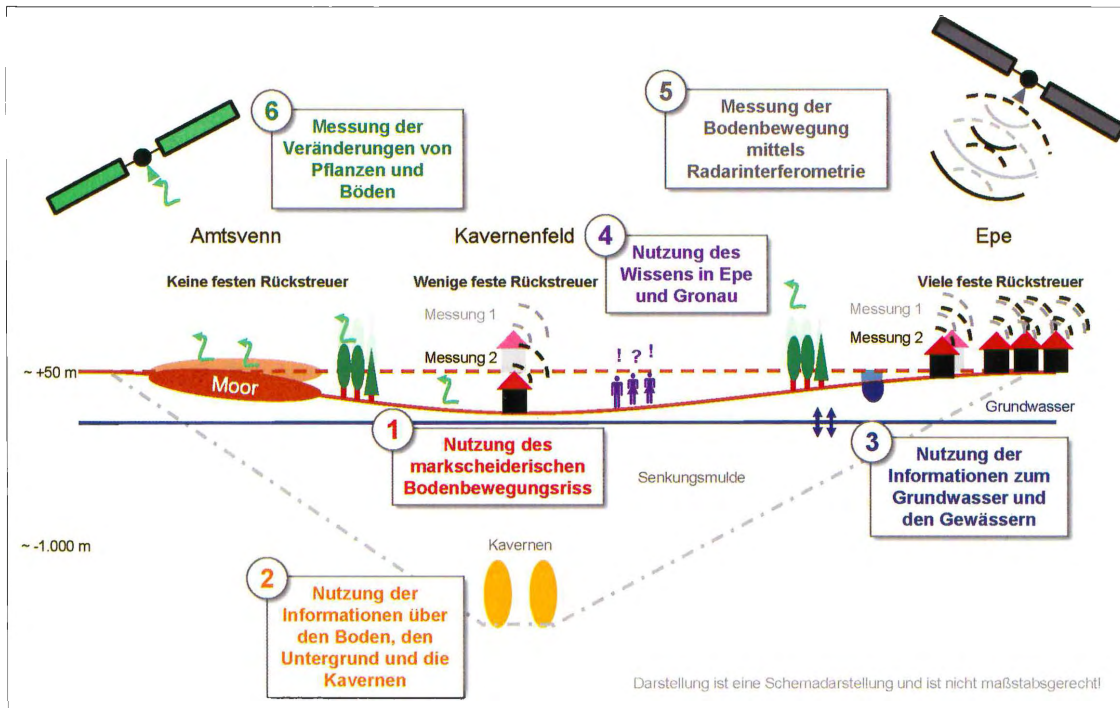 6
Messung der
Veränderungen von
Pflanzen und
Böden
5
Messung der
Bodenbewegung
mittels
Radarinterferometrie
Amtsvenn
Kavernenfeld
Epe
4
Nutzung des
Wissens in Epe
und Gronau
Keine festen Rückstreuer
Wenige feste Rückstreuer
Viele feste Rückstreuer
Messung 1
Messung 2
Messung 1
Messung 2
! ? !
~ +50 m
Moor
Grundwasser
1
Nutzung des
markscheiderischen
Bodenbewegungsriss
Senkungsmulde
3
Nutzung der
Informationen zum
Grundwasser und
den Gewässern
~ -1.000 m
Kavernen
2
Nutzung der
Informationen über
den Boden, den
Untergrund und die
Kavernen
Darstellung ist eine Schemadarstellung und ist nicht maßstabsgerecht!